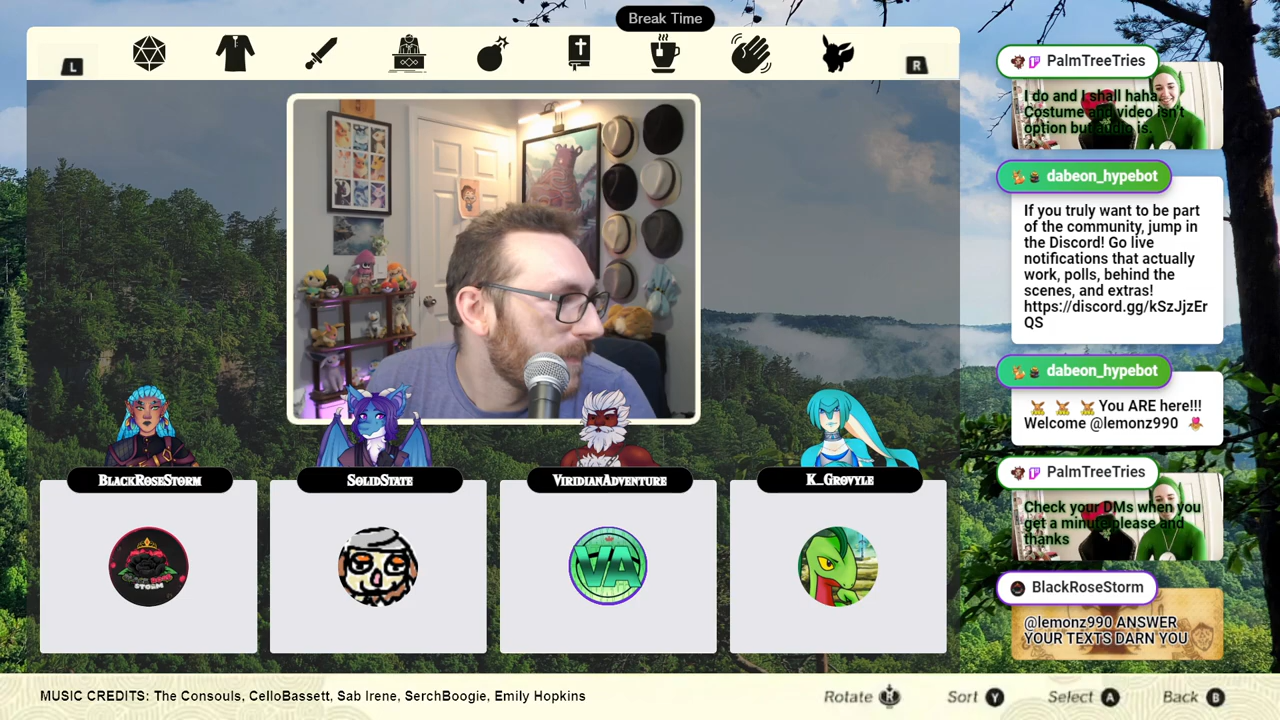 Break Time
L
R
PalmTreeTries
I do and I shall haha.
Costume and video isn't
option but audio is.
dabeon_hypebot
If you truly want to be part
of the community, jump in
the Discord! Go live
notifications that actually
work, polls, behind the
scenes, and extras!
https://discord.gg/kSzJjzEr
QS
dabeon_hypebot
You ARE here!!!
Welcome @lemonz990
PalmTreeTries
Check your DMs when you
get a minute please and
thanks
BlackRoseStorm
@lemonz990 ANSWER
YOUR TEXTS DARN YOU
BlackRoseStorm
SolidState
ViridianAdventure
K_Grovyle
BLACK ROSE
STORM
VA
MUSIC CREDITS: The Consouls, CelloBassett, Sab Irene, SerchBoogie, Emily Hopkins
Rotate R
Sort Y
Select A
Back B